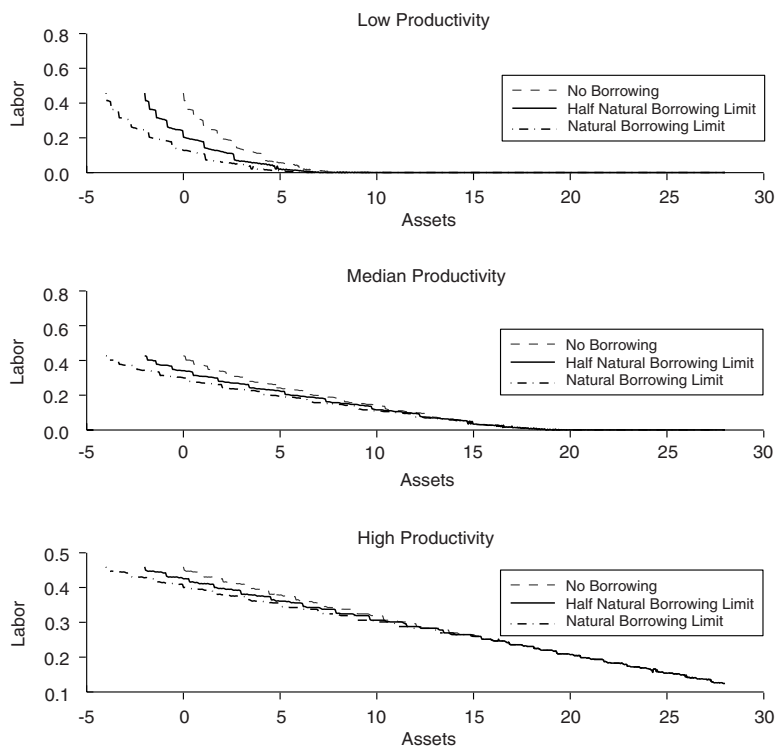 Low Productivity
0.8
0.6
0.4
0.2
0.0
Labor
No Borrowing
Half Natural Borrowing Limit
Natural Borrowing Limit
-5 0 5 10 15 20 25 30
Assets
Median Productivity
0.8
0.6
0.4
0.2
0.0
Labor
No Borrowing
Half Natural Borrowing Limit
Natural Borrowing Limit
-5 0 5 10 15 20 25 30
Assets
High Productivity
0.5
0.4
0.3
0.2
0.1
Labor
No Borrowing
Half Natural Borrowing Limit
Natural Borrowing Limit
-5 0 5 10 15 20 25 30
Assets